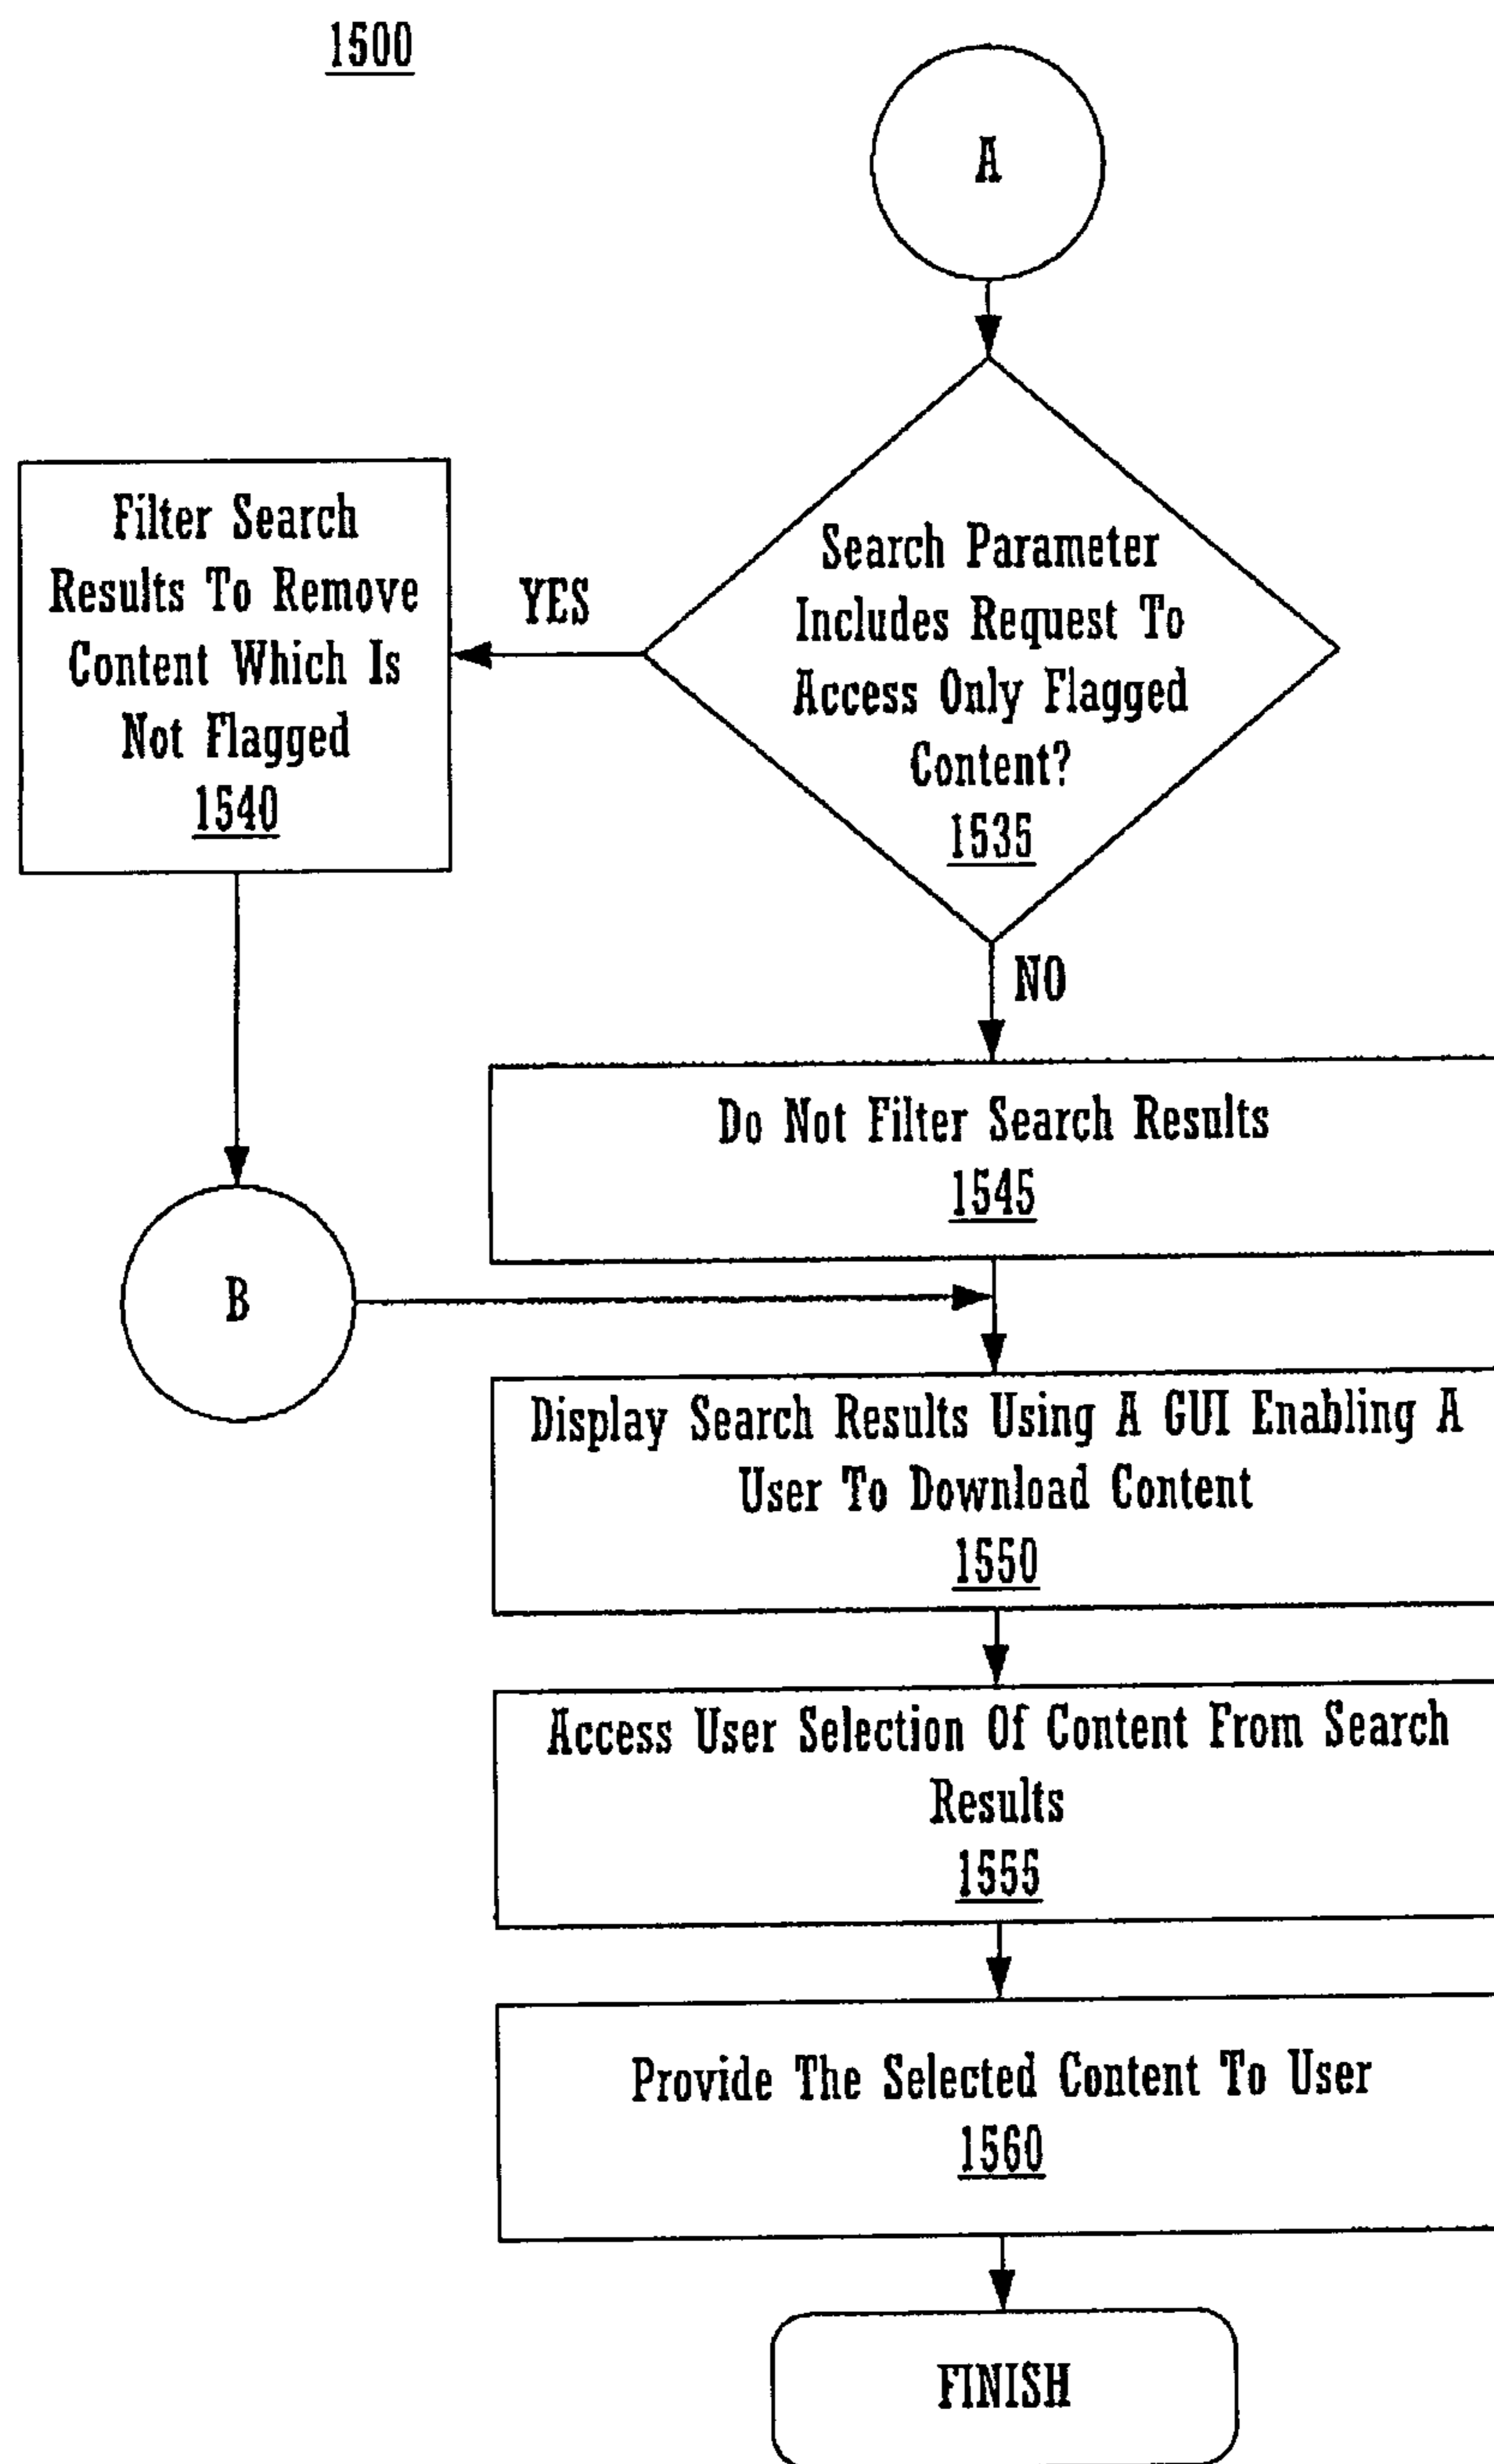 1500
A
Search Parameter
Includes Request To
Access Only Flagged
Content?
1535
YES
Filter Search
Results To Remove
Content Which Is
Not Flagged
1540
NO
Do Not Filter Search Results
1545
B
Display Search Results Using A GUI Enabling A
User To Download Content
1550
Access User Selection Of Content From Search
Results
1555
Provide The Selected Content To User
1560
FINISH